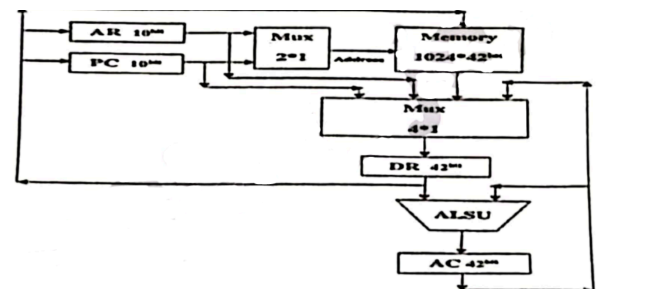 AR 10bit
PC 10bit
Mux
2*1
Address
Memory
1024*42bit
Mux
4*1
DR 42bit
ALSU
AC 42bit